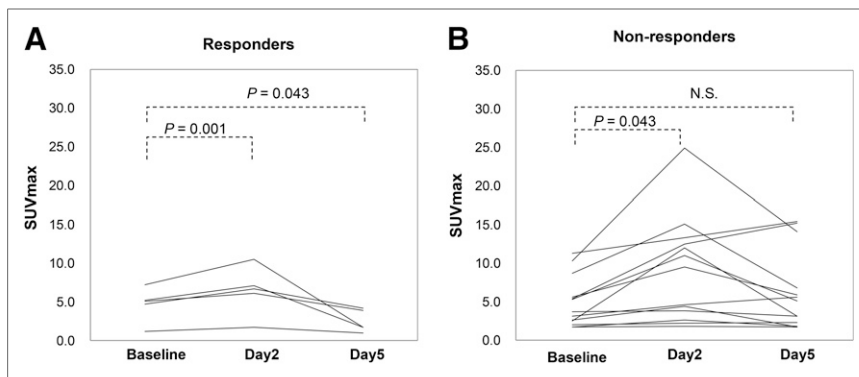 A
Responders
35.0
30.0
25.0
20.0
15.0
10.0
5.0
0.0
SUVmax
P = 0.043
P = 0.001
Baseline Day2 Day5
B
Non-responders
35.0
30.0
25.0
20.0
15.0
10.0
5.0
0.0
SUVmax
N.S.
P = 0.043
Baseline Day2 Day5